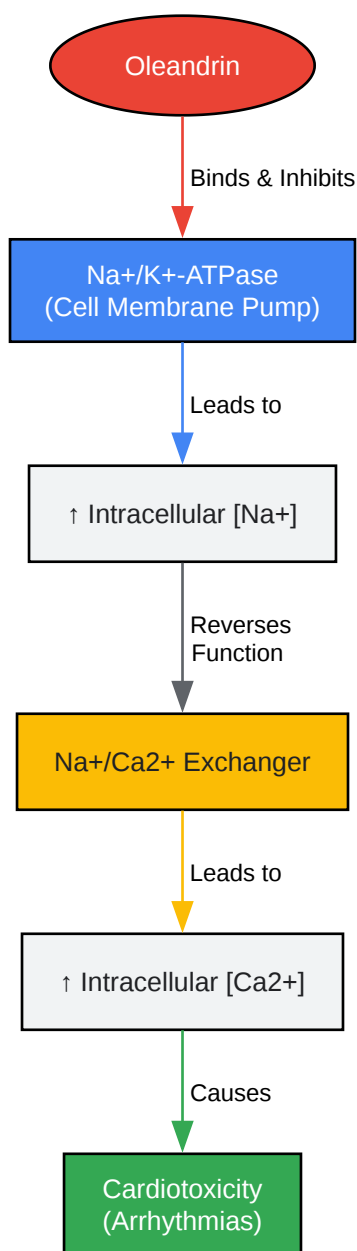 Oleandrin
Binds & Inhibits
Na+/K+-ATPase
(Cell Membrane Pump)
Leads to
↑ Intracellular [Na+]
Reverses
Function
Na+/Ca2+ Exchanger
Leads to
↑ Intracellular [Ca2+]
Causes
Cardiotoxicity
(Arrhythmias)